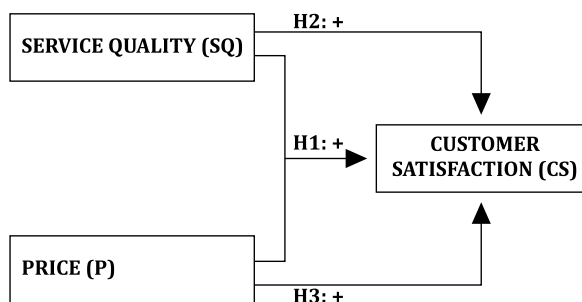 H2: +
SERVICE QUALITY (SQ)
H1: +
CUSTOMER
SATISFACTION (CS)
PRICE (P)
H3: +